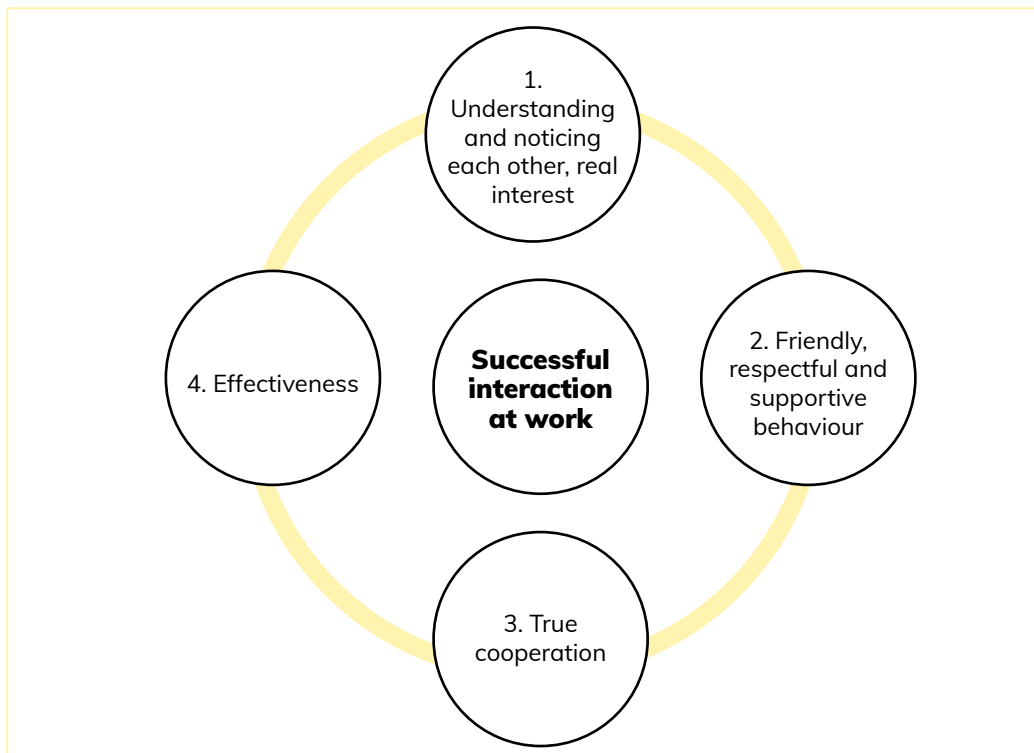 1.
Understanding
and noticing
each other, real
interest
2. Friendly,
respectful and
supportive
behaviour
Successful
interaction
at work
4. Effectiveness
3. True
cooperation